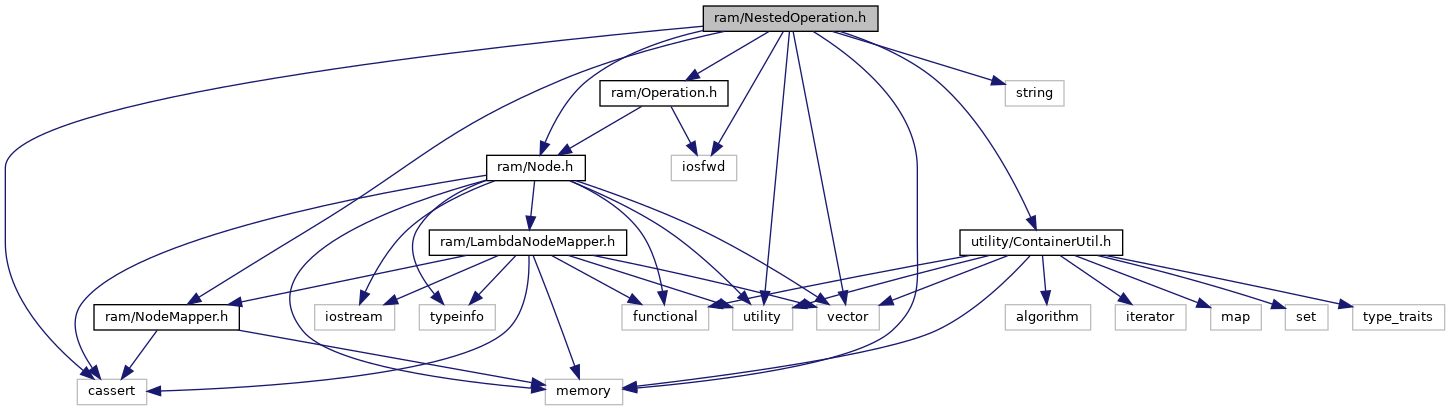 ram/NestedOperation.h
ram/Operation.h
string
ram/Node.h
iosfwd
ram/LambdaNodeMapper.h
utility/ContainerUtil.h
ram/NodeMapper.h
iostream
typeinfo
functional
utility
vector
algorithm
iterator
map
set
type_traits
cassert
memory